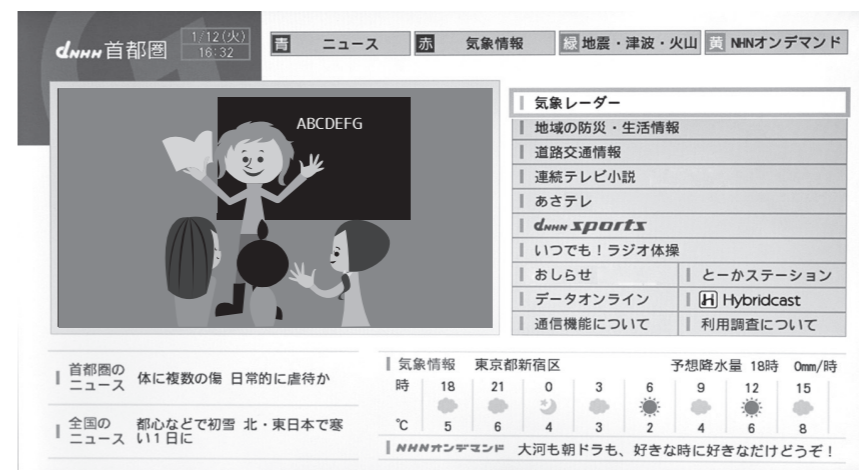 dNHN首都圏
1/12(火)
16:32
青 ニュース
赤 気象情報
緑 地震・津波・火山
黄 NHNオンデマンド
ABCDEFG
気象レーダー
地域の防災・生活情報
道路交通情報
連続テレビ小説
あさテレ
dNHN sports
いつでも!ラジオ体操
おしらせ
とーかステーション
データオンライン
H Hybridcast
通信機能について
利用調査について
首都圏の
ニュース
体に複数の傷 日常的に虐待か
全国の
ニュース
都心などで初雪 北・東日本で寒
い1日に
気象情報 東京都新宿区 予想降水量 18時 0mm/時
時 18 21 0 3 6 9 12 15
℃ 5 6 4 3 2 4 6 8
NHNオンデマンド 大河も朝ドラも、好きな時に好きなだけどうぞ!